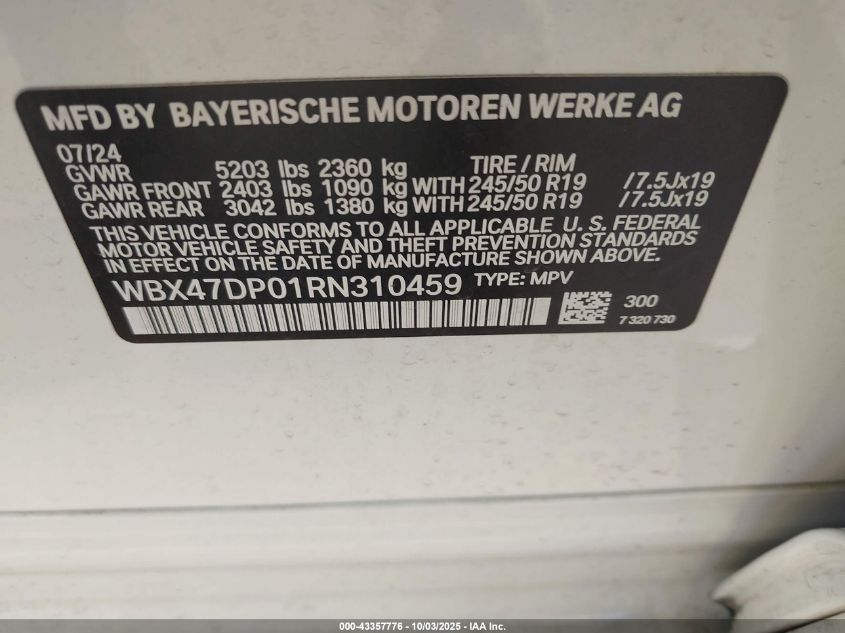 MFD BY BAYERISCHE MOTOREN WERKE AG
07/24
GVWR 5203 lbs 2360 kg TIRE / RIM
GAWR FRONT 2403 lbs 1090 kg WITH 245/50 R19 / 7.5Jx19
GAWR REAR 3042 lbs 1380 kg WITH 245/50 R19 / 7.5Jx19
THIS VEHICLE CONFORMS TO ALL APPLICABLE U. S. FEDERAL
MOTOR VEHICLE SAFETY AND THEFT PREVENTION STANDARDS
IN EFFECT ON THE DATE OF MANUFACTURE SHOWN ABOVE.
WBX47DP01RN310459 TYPE: MPV
300
7 320 730
000-43357776 - 10/03/2025 - IAA Inc.